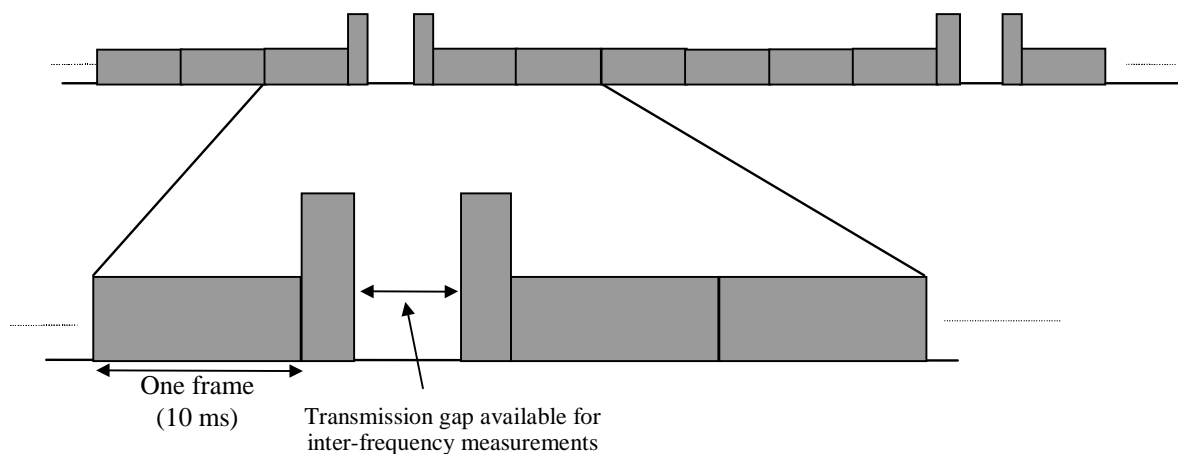 One frame
(10 ms)
Transmission gap available for
inter-frequency measurements